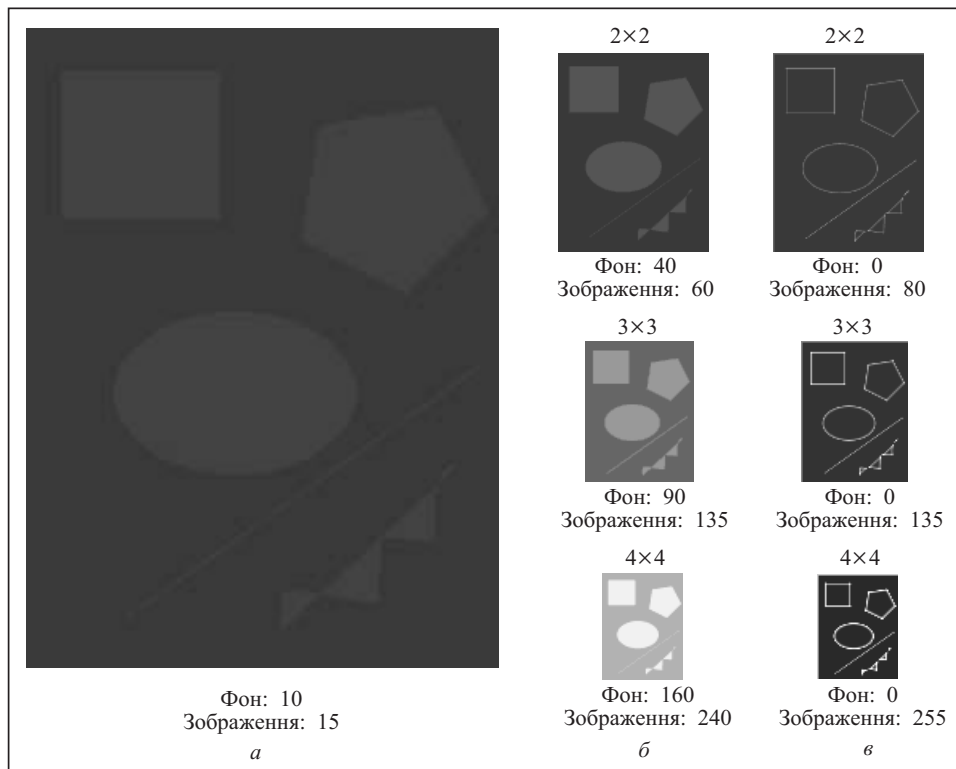 2×2
2×2
Фон: 40
Зображення: 60
Фон: 0
Зображення: 80
3×3
3×3
Фон: 90
Зображення: 135
Фон: 0
Зображення: 135
4×4
4×4
Фон: 10
Зображення: 15
Фон: 160
Зображення: 240
Фон: 0
Зображення: 255
а
б
в